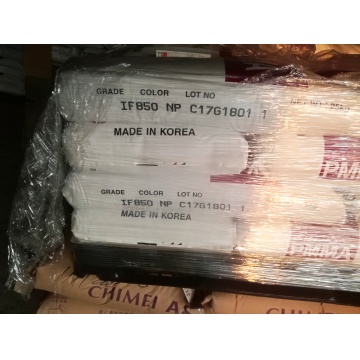 GRADE COLOR LOT NO
IF850 NP C17G1801 1
MADE IN KOREA
PMMA
GRADE COLOR LOT NO
IF850 NP C17G1801 1
MADE IN KOREA
PMMA
CHIMEI